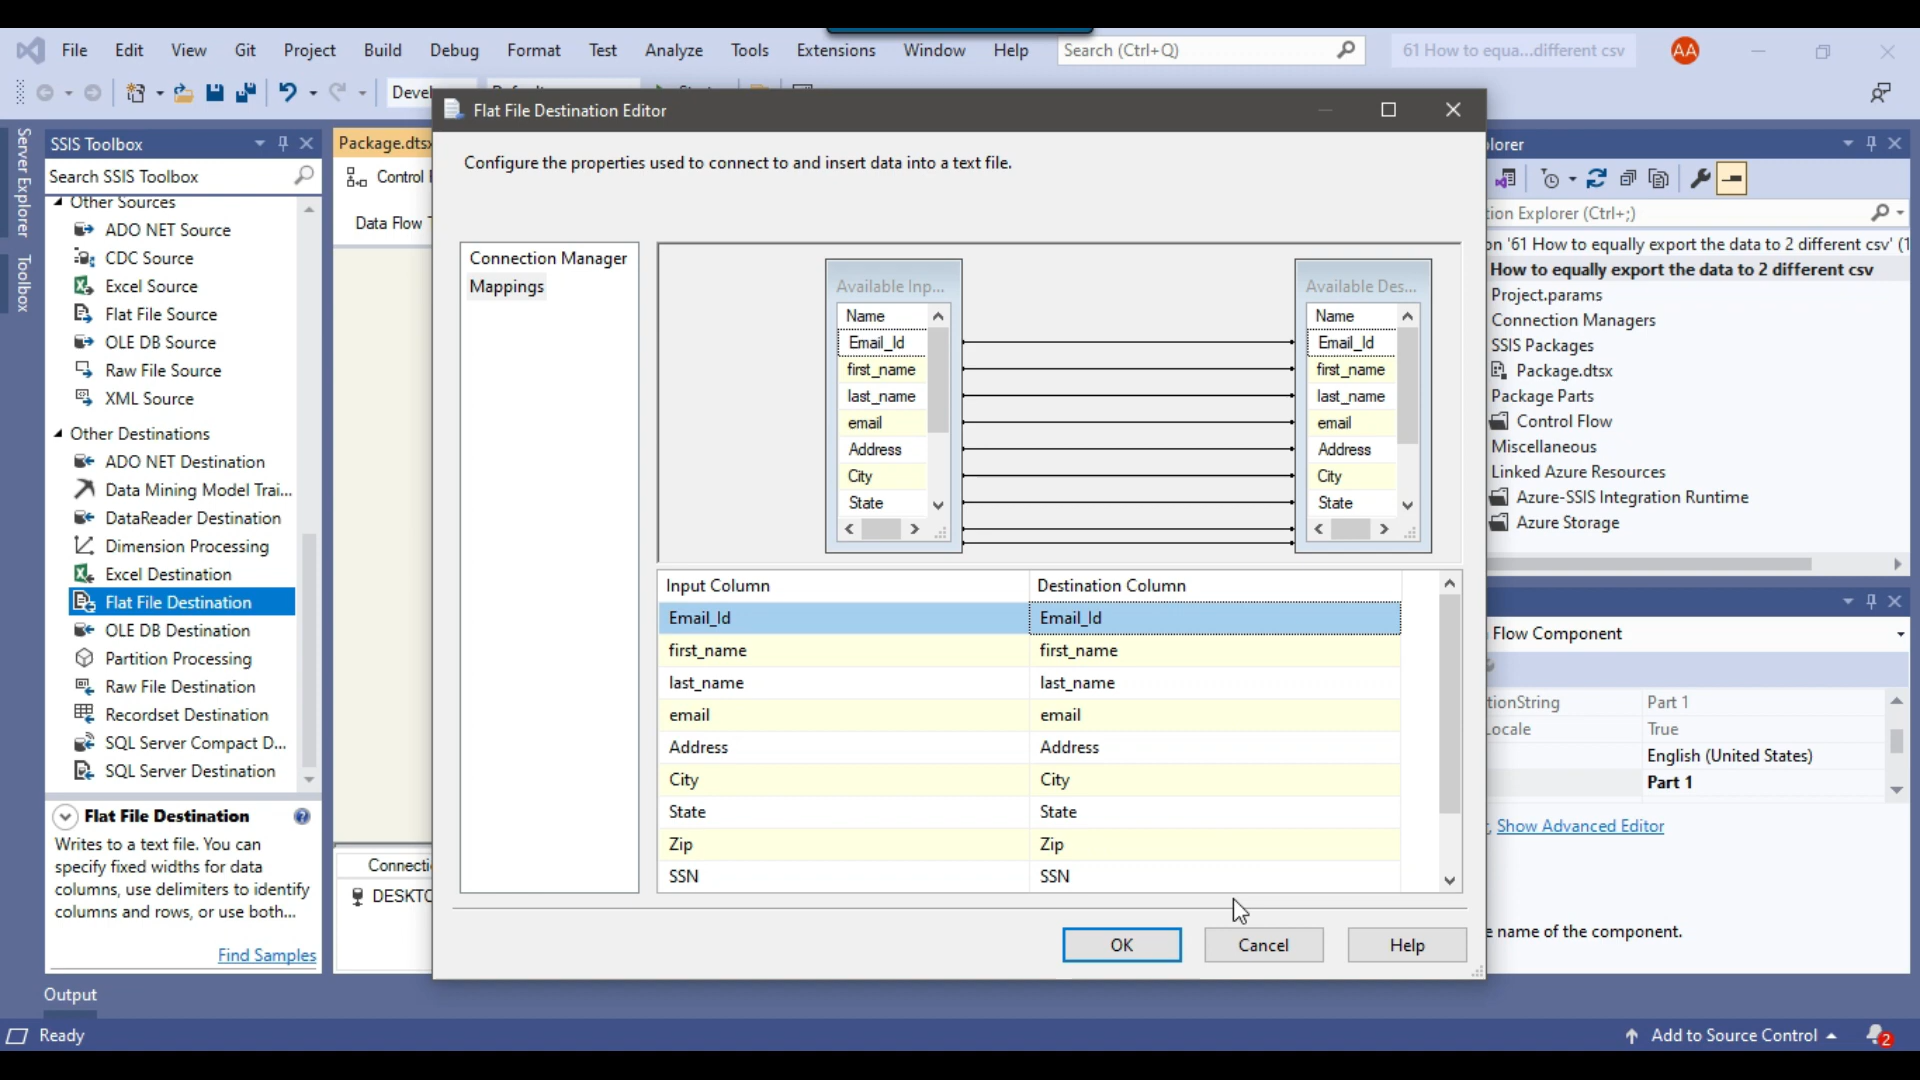 File Edit View Git Project Build Debug Format Test Analyze Tools Extensions Window Help Search (Ctrl+Q) 61 How to equa...different csv AA
Server Explorer
Toolbox
SSIS Toolbox
Search SSIS Toolbox
Other Sources
ADO NET Source
CDC Source
Excel Source
Flat File Source
OLE DB Source
Raw File Source
XML Source
Other Destinations
ADO NET Destination
Data Mining Model Trai...
DataReader Destination
Dimension Processing
Excel Destination
Flat File Destination
OLE DB Destination
Partition Processing
Raw File Destination
Recordset Destination
SQL Server Compact D...
SQL Server Destination
Flat File Destination
Writes to a text file. You can
specify fixed widths for data
columns, use delimiters to identify
columns and rows, or use both...
Find Samples
Package.dtsx
Control
Data Flow
Flat File Destination Editor
Configure the properties used to connect to and insert data into a text file.
Connection Manager
Mappings
Available Inp...
Name
Email_Id
first_name
last_name
email
Address
City
State
Available Des...
Name
Email_Id
first_name
last_name
email
Address
City
State
Input Column Destination Column
Email_Id Email_Id
first_name first_name
last_name last_name
email email
Address Address
City City
State State
Zip Zip
SSN SSN
OK Cancel Help
Explorer (Ctrl+;)
'61 How to equally export the data to 2 different csv' (1
How to equally export the data to 2 different csv
Project.params
Connection Managers
SSIS Packages
Package.dtsx
Package Parts
Control Flow
Miscellaneous
Linked Azure Resources
Azure-SSIS Integration Runtime
Azure Storage
Flow Component
tionString Part 1
Locale True
English (United States)
Part 1
Show Advanced Editor
name of the component.
Output
Ready
Add to Source Control 2